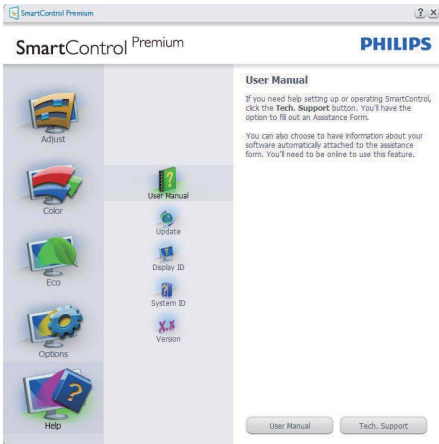 SmartControl Premium
? x
SmartControl Premium
PHILIPS
Adjust
Color
Eco
Options
Help
User Manual
Update
Display ID
System ID
X.X
Version
User Manual
If you need help setting up or operating SmartControl,
click the Tech. Support button. You'll have the
option to fill out an Assistance Form.
You can also choose to have information about your
software automatically attached to the assistance
form. You'll need to be online to use this feature.
User Manual
Tech. Support